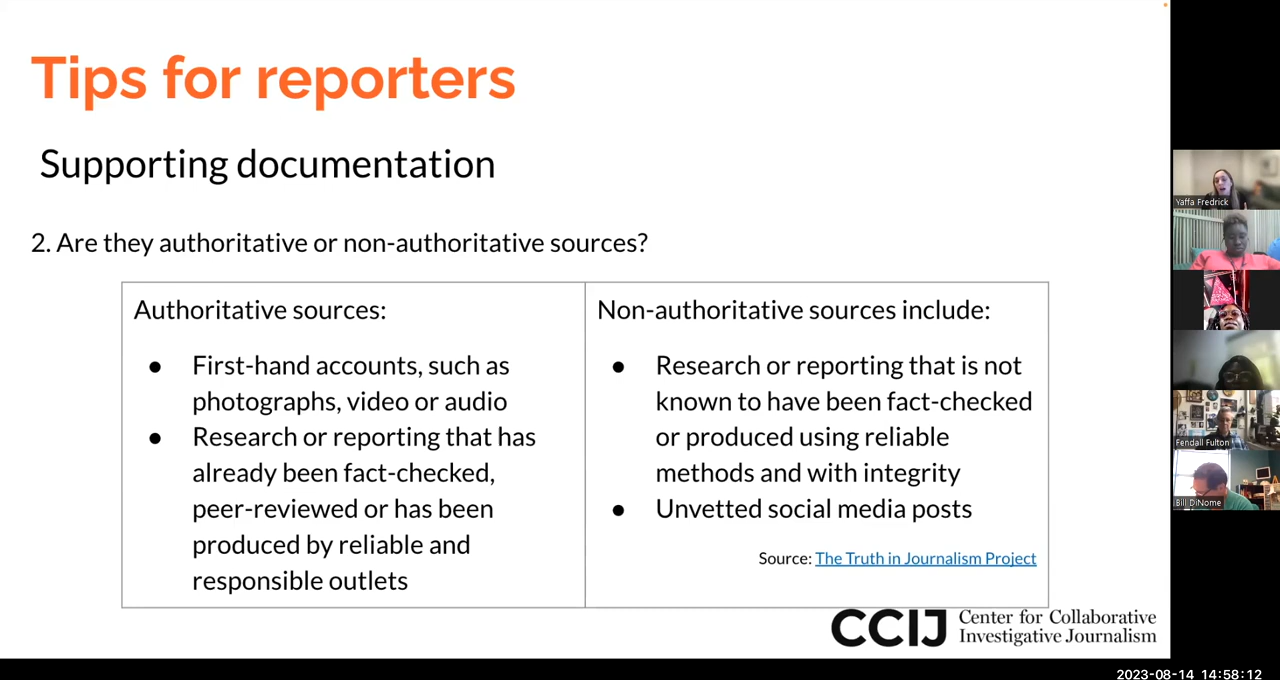 Tips for reporters
Supporting documentation
2. Are they authoritative or non-authoritative sources?
Authoritative sources:
● First-hand accounts, such as
photographs, video or audio
● Research or reporting that has
already been fact-checked,
peer-reviewed or has been
produced by reliable and
responsible outlets
Non-authoritative sources include:
● Research or reporting that is not
known to have been fact-checked
or produced using reliable
methods and with integrity
● Unvetted social media posts
Source: The Truth in Journalism Project
CCIJ
Center for Collaborative
Investigative Journalism
Yaffa Fredrick
Fendall Fulton
Bill DiNome
2023-08-14 14:58:12